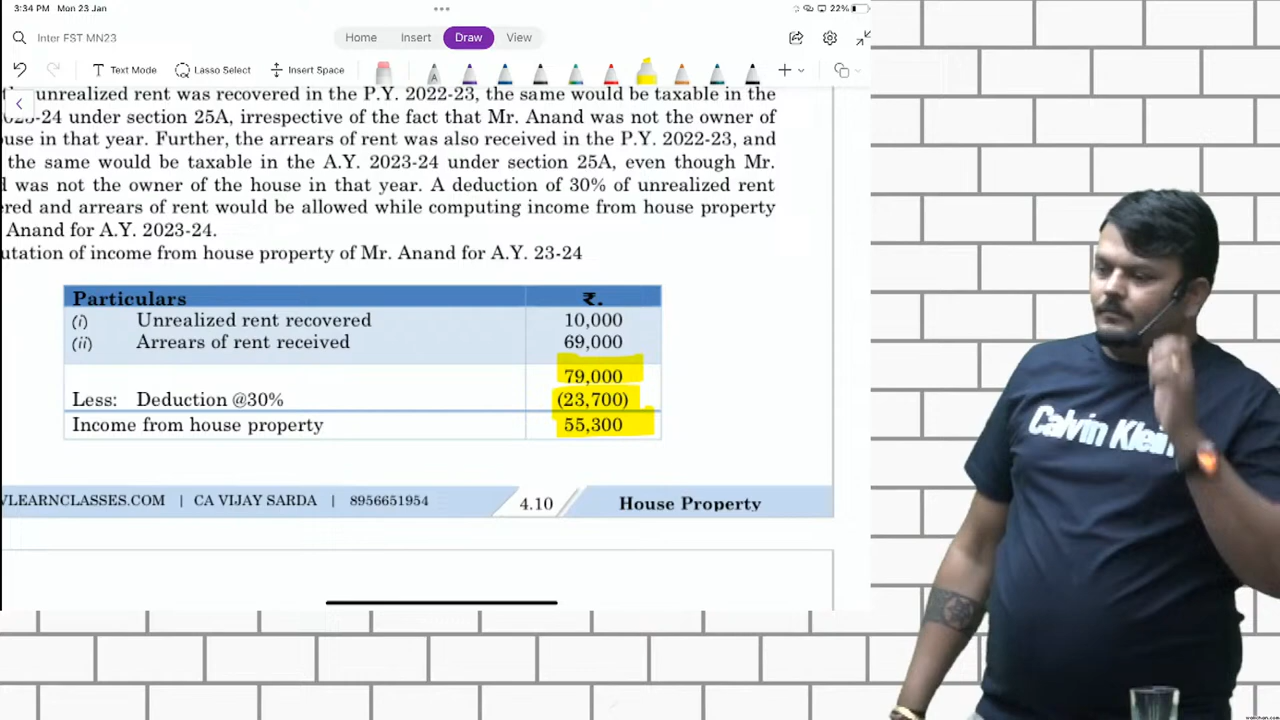 3:34 PM Mon 23 Jan
22%
Inter FST MN23
Home Insert Draw View
Text Mode Lasso Select Insert Space
unrealized rent was recovered in the P.Y. 2022-23, the same would be taxable in the
-24 under section 25A, irrespective of the fact that Mr. Anand was not the owner of
use in that year. Further, the arrears of rent was also received in the P.Y. 2022-23, and
the same would be taxable in the A.Y. 2023-24 under section 25A, even though Mr.
d was not the owner of the house in that year. A deduction of 30% of unrealized rent
ered and arrears of rent would be allowed while computing income from house property
Anand for A.Y. 2023-24.
utation of income from house property of Mr. Anand for A.Y. 23-24
Particulars ₹.
(i) Unrealized rent recovered 10,000
(ii) Arrears of rent received 69,000
79,000
Less: Deduction @30% (23,700)
Income from house property 55,300
VLEARNCLASSES.COM | CA VIJAY SARDA | 8956651954 4.10 House Property
Calvin Klein